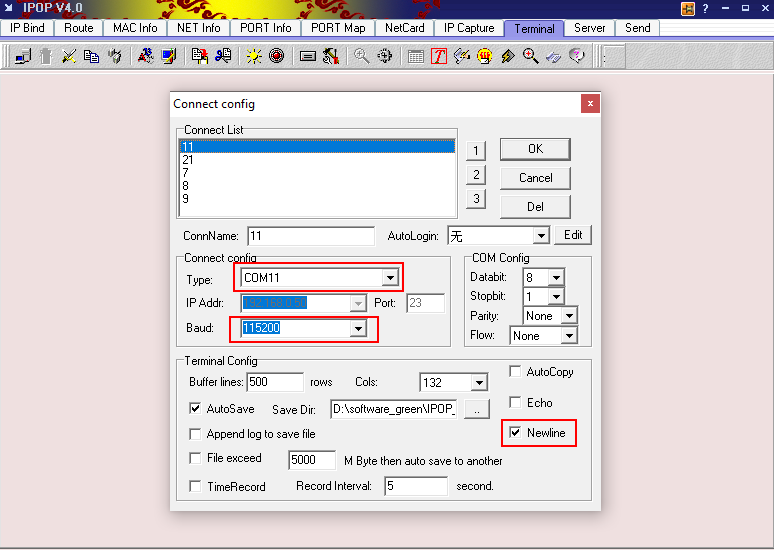 IPOP V4.0
IP Bind Route MAC Info NET Info PORT Info PORT Map NetCard IP Capture Terminal Server Send
Connect config
Connect List
11
21
7
8
9
1
2
3
OK
Cancel
Del
ConnName: 11 AutoLogin: 无 Edit
Connect config
Type: COM11
IP Addr: Port: 23
Baud: 115200
COM Config
Databit: 8
Stopbit: 1
Parity: None
Flow: None
Terminal Config
Buffer lines: 500 rows Cols: 132
AutoSave Save Dir: D:\software_green\IPOP_ ..
Append log to save file
File exceed 5000 M Byte then auto save to another
TimeRecord Record Interval: 5 second.
AutoCopy
Echo
Newline